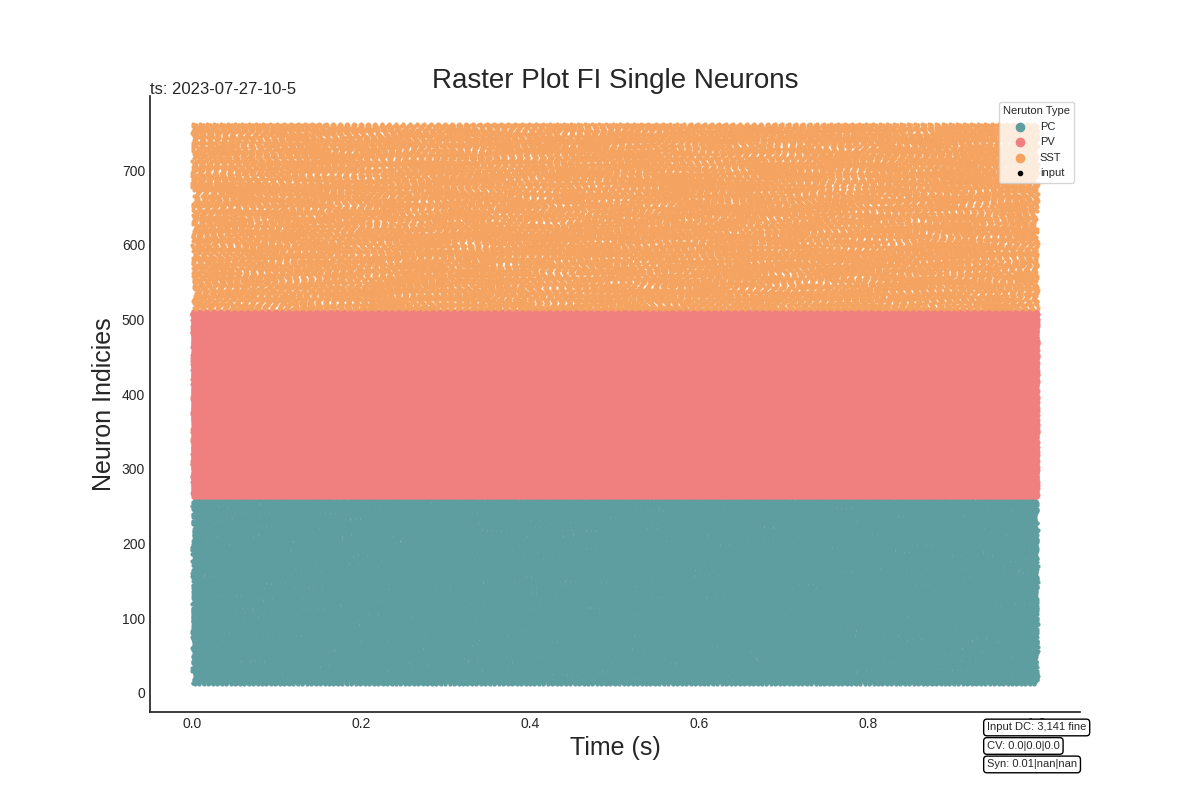 Raster Plot FI Single Neurons
ts: 2023-07-27-10-5
Neruton Type
PC
PV
SST
input
700
600
500
400
300
200
100
0
Neuron Indicies
0.0 0.2 0.4 0.6 0.8
Time (s)
Input DC: 3,141 fine
CV: 0.0|0.0|0.0
Syn: 0.01|nan|nan